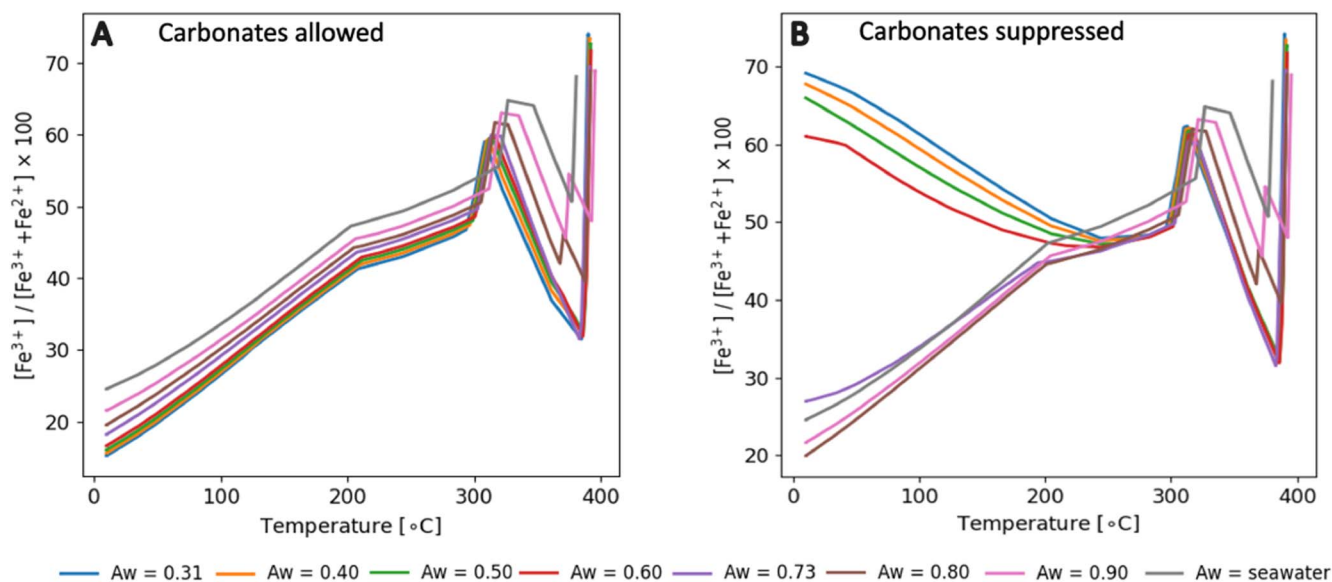 A Carbonates allowed
[Fe³⁺] / [Fe³⁺ +Fe²⁺] x 100
70
60
50
40
30
20
0 100 200 300 400
Temperature [∘C]
B Carbonates suppressed
[Fe³⁺] / [Fe³⁺ +Fe²⁺] x 100
70
60
50
40
30
20
0 100 200 300 400
Temperature [∘C]
Aw = 0.31 Aw = 0.40 Aw = 0.50 Aw = 0.60 Aw = 0.73 Aw = 0.80 Aw = 0.90 Aw = seawater